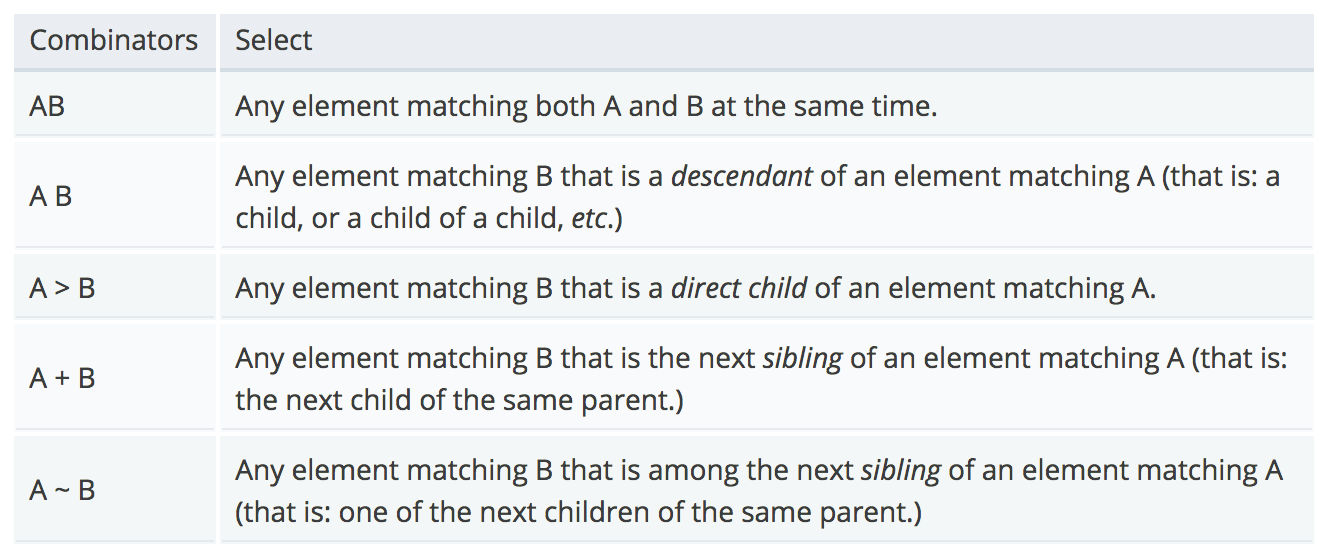 Combinators Select
AB Any element matching both A and B at the same time.
A B Any element matching B that is a descendant of an element matching A (that is: a
child, or a child of a child, etc.)
A > B Any element matching B that is a direct child of an element matching A.
A + B Any element matching B that is the next sibling of an element matching A (that is:
the next child of the same parent.)
A ~ B Any element matching B that is among the next sibling of an element matching A
(that is: one of the next children of the same parent.)